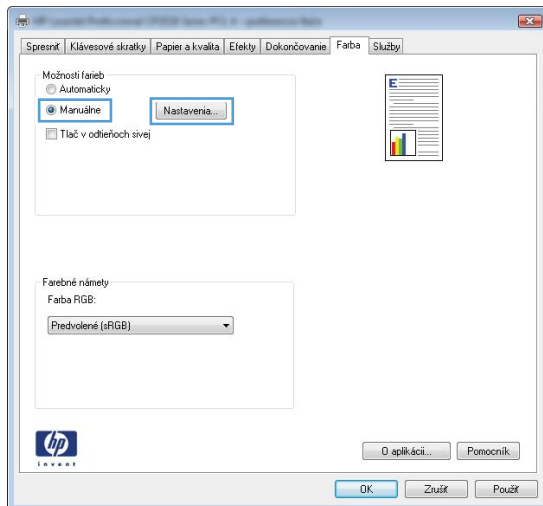 Spresniť Klávesové skratky Papier a kvalita Efekty Dokončovanie Farba Služby
Možnosti farieb
Automaticky
Manuálne Nastavenia...
Tlač v odtieňoch sivej
E
Farebné námety
Farba RGB:
Predvolené (sRGB)
hp
invent
O aplikácii... Pomocník
OK Zrušiť Použiť